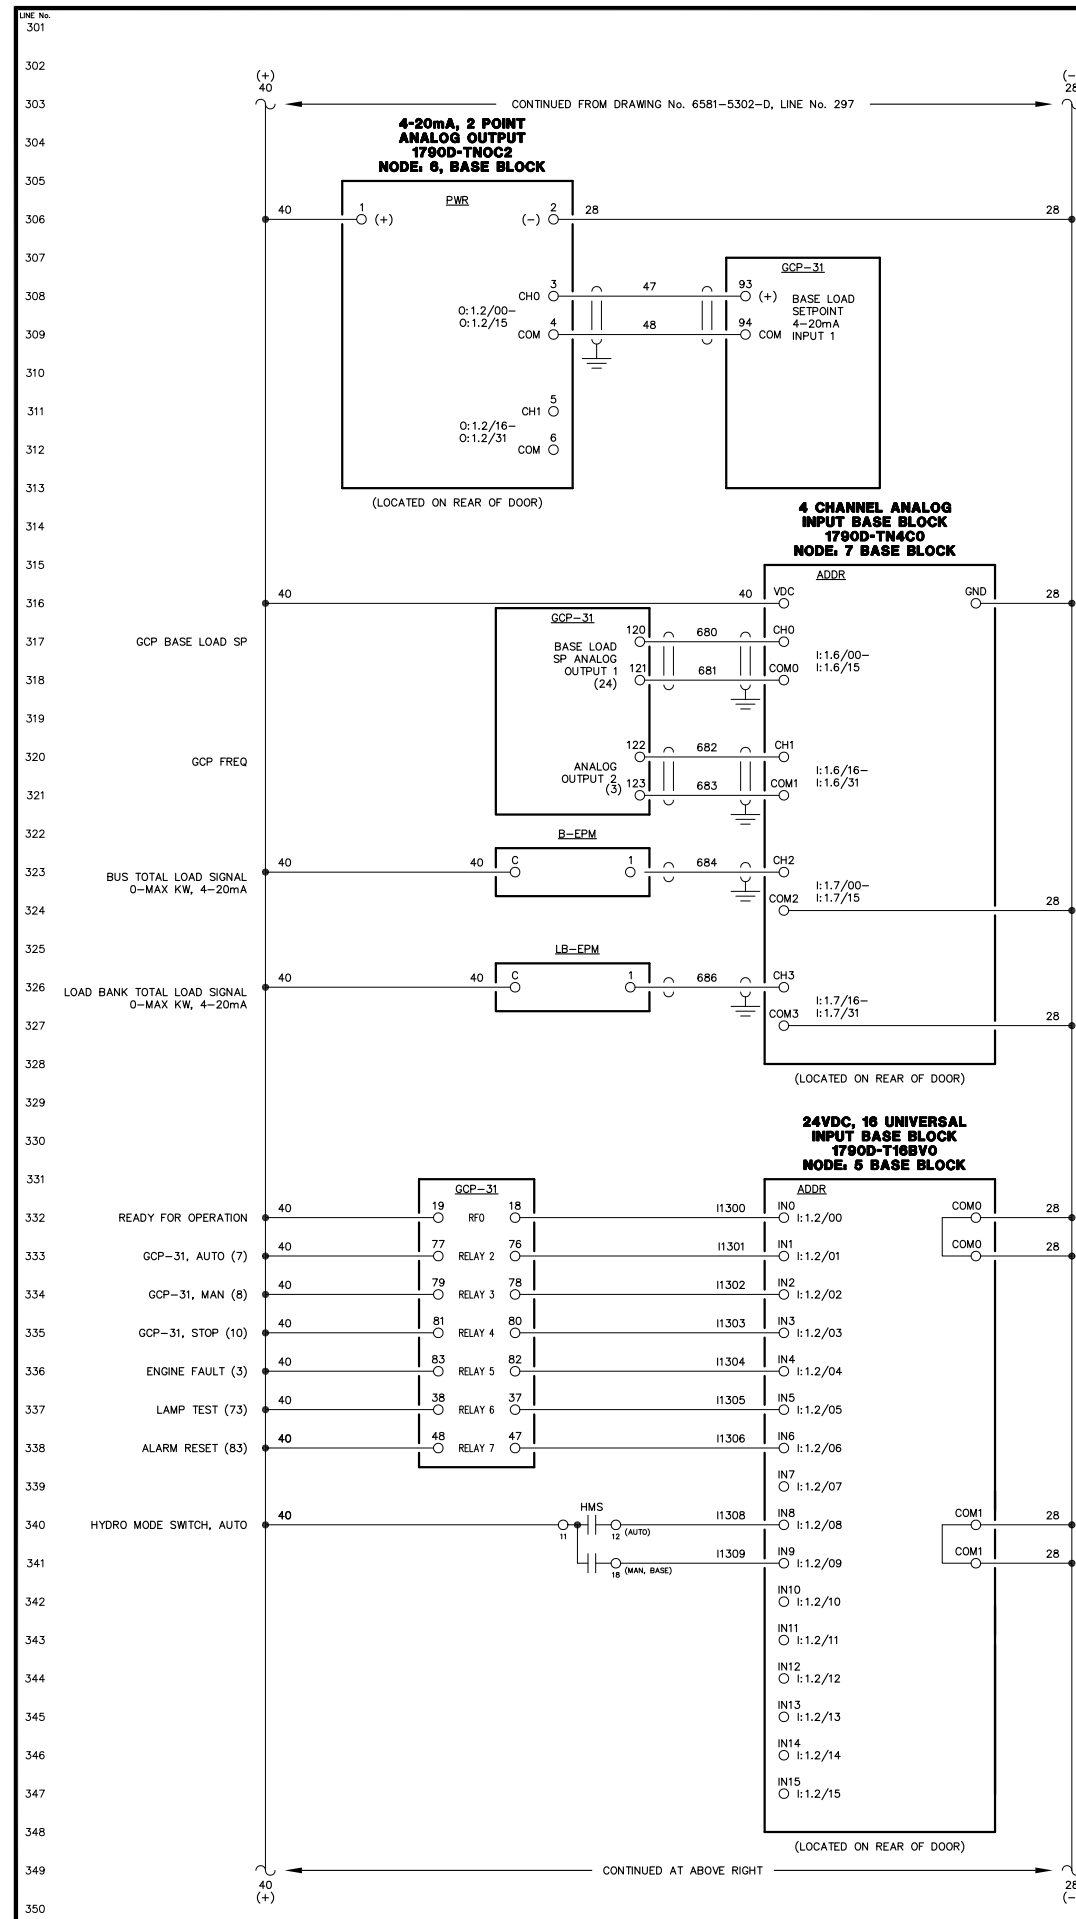 LINE No.
301
302
(+) (-
40 28
303 CONTINUED FROM DRAWING No. 6581-5302-D, LINE No. 297
4-20mA, 2 POINT
304 ANALOG OUTPUT
1790D-TNOC2
NODE: 6, BASE BLOCK
305
PWR
306 40 1 (+) (-) 2 28 28
307
GCP-31
308 CH0 3 47 93 (+) BASE LOAD
O:1.2/00- SETPOINT
O:1.2/15 4-20mA
309 COM 4 48 94 COM INPUT 1
310
311 CH1 5
O:1.2/16-
O:1.2/31
312 COM 6
313
(LOCATED ON REAR OF DOOR)
4 CHANNEL ANALOG
314 INPUT BASE BLOCK
1790D-TN4C0
NODE: 7 BASE BLOCK
315
ADDR
316 40 40 VDC GND 28
GCP-31
317 GCP BASE LOAD SP 120 680 CH0
BASE LOAD
SP ANALOG I:1.6/00-
OUTPUT 1 I:1.6/15
318 121 681 COM0
(24)
319
320 GCP FREQ 122 682 CH1
ANALOG I:1.6/16-
OUTPUT 2 I:1.6/31
321 (3) 123 683 COM1
322
B-EPM
323 BUS TOTAL LOAD SIGNAL 40 40 C 1 684 CH2
0-MAX KW, 4-20mA I:1.7/00-
I:1.7/15
324 COM2 28
325
LB-EPM
326 LOAD BANK TOTAL LOAD SIGNAL 40 40 C 1 686 CH3
0-MAX KW, 4-20mA I:1.7/16-
I:1.7/31
327 COM3 28
328
(LOCATED ON REAR OF DOOR)
329
24VDC, 16 UNIVERSAL
330 INPUT BASE BLOCK
1790D-T16BV0
NODE: 5 BASE BLOCK
331
GCP-31 ADDR
332 READY FOR OPERATION 40 19 RFO 18 I1300 IN0 I:1.2/00 COM0 28
333 GCP-31, AUTO (7) 40 77 RELAY 2 76 I1301 IN1 I:1.2/01 COM0 28
334 GCP-31, MAN (8) 40 79 RELAY 3 78 I1302 IN2 I:1.2/02
335 GCP-31, STOP (10) 40 81 RELAY 4 80 I1303 IN3 I:1.2/03
336 ENGINE FAULT (3) 40 83 RELAY 5 82 I1304 IN4 I:1.2/04
337 LAMP TEST (73) 40 38 RELAY 6 37 I1305 IN5 I:1.2/05
338 ALARM RESET (83) 40 48 RELAY 7 47 I1306 IN6 I:1.2/06
339 IN7 I:1.2/07
340 HYDRO MODE SWITCH, AUTO 40 11 HMS 12 (AUTO) I1308 IN8 I:1.2/08 COM1 28
341 18 (MAN, BASE) I1309 IN9 I:1.2/09 COM1 28
342 IN10 I:1.2/10
343 IN11 I:1.2/11
344 IN12 I:1.2/12
345 IN13 I:1.2/13
346 IN14 I:1.2/14
347 IN15 I:1.2/15
348
(LOCATED ON REAR OF DOOR)
349 CONTINUED AT ABOVE RIGHT
40 28
(+) (-
350